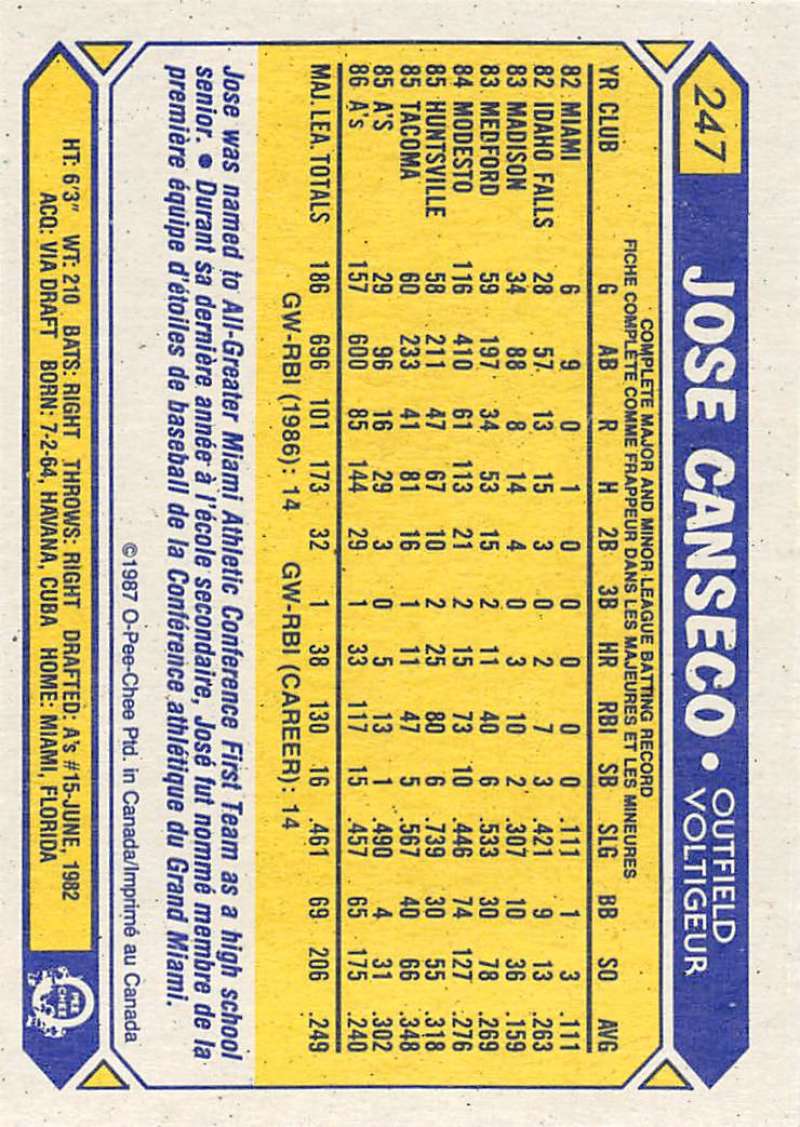 247
JOSE CANSECO • OUTFIELD
VOLTIGEUR
COMPLETE MAJOR AND MINOR LEAGUE BATTING RECORD
FICHE COMPLÈTE COMME FRAPPEUR DANS LES MAJEURES ET LES MINEURES
YR CLUB G AB R H 2B 3B HR RBI SB SLG BB SO AVG
82 MIAMI 6 9 0 1 0 0 0 0 0 .111 1 3 .111
82 IDAHO FALLS 28 57 13 15 3 0 2 7 3 .421 9 13 .263
83 MADISON 34 88 8 14 4 0 3 10 2 .307 10 36 .159
83 MEDFORD 59 197 34 53 15 2 11 40 6 .533 30 78 .269
84 MODESTO 116 410 61 113 21 2 15 73 10 .446 74 127 .276
85 HUNTSVILLE 58 211 47 67 10 2 25 80 6 .739 30 55 .318
85 TACOMA 60 233 41 81 16 1 11 47 5 .567 40 66 .348
85 A'S 29 96 16 29 3 0 5 13 1 .490 4 31 .302
86 A's 157 600 85 144 29 1 33 117 15 .457 65 175 .240
MAJ. LEA. TOTALS 186 696 101 173 32 1 38 130 16 .461 69 206 .249
GW-RBI (1986): 14 GW-RBI (CAREER): 14
Jose was named to All-Greater Miami Athletic Conference First Team as a high school
senior. • Durant sa dernière année à l'école secondaire, José fut nommé membre de la
première équipe d'étoiles de baseball de la Conférence athlétique du Grand Miami.
©1987 O-Pee-Chee Ptd. in Canada/Imprimé au Canada
HT: 6'3" WT: 210 BATS: RIGHT THROWS: RIGHT DRAFTED: A's #15-JUNE, 1982
ACQ: VIA DRAFT BORN: 7-2-64, HAVANA, CUBA HOME: MIAMI, FLORIDA
O
PEE
CHEE